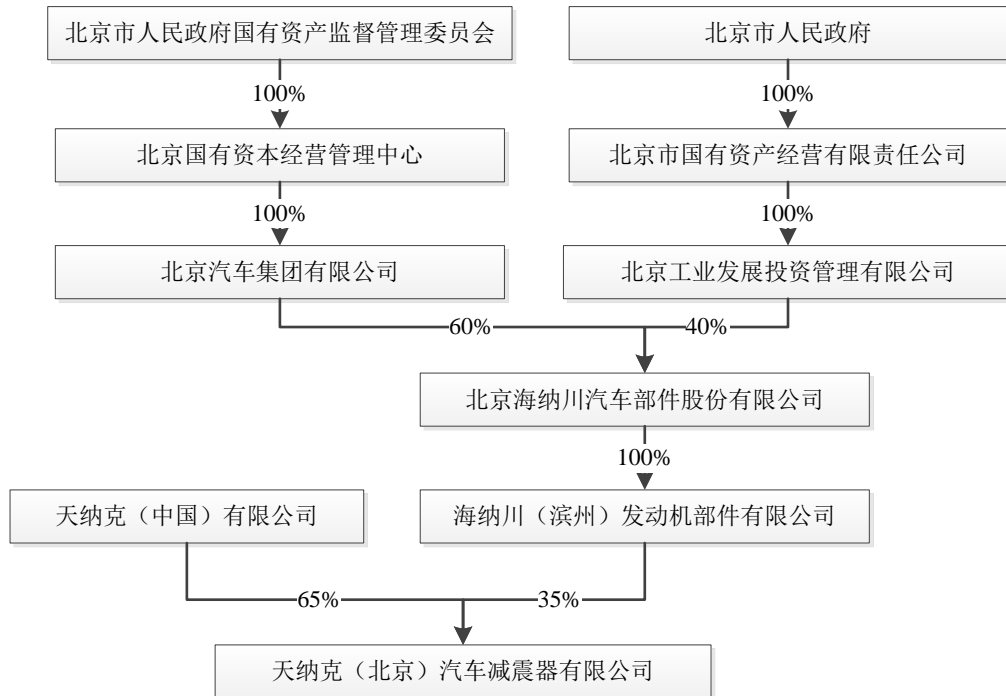 北京市人民政府国有资产监督管理委员会
北京市人民政府
100%
100%
北京国有资本经营管理中心
北京市国有资产经营有限责任公司
100%
100%
北京汽车集团有限公司
北京工业发展投资管理有限公司
60%
40%
北京海纳川汽车部件股份有限公司
100%
天纳克（中国）有限公司
海纳川（滨州）发动机部件有限公司
65%
35%
天纳克（北京）汽车减震器有限公司